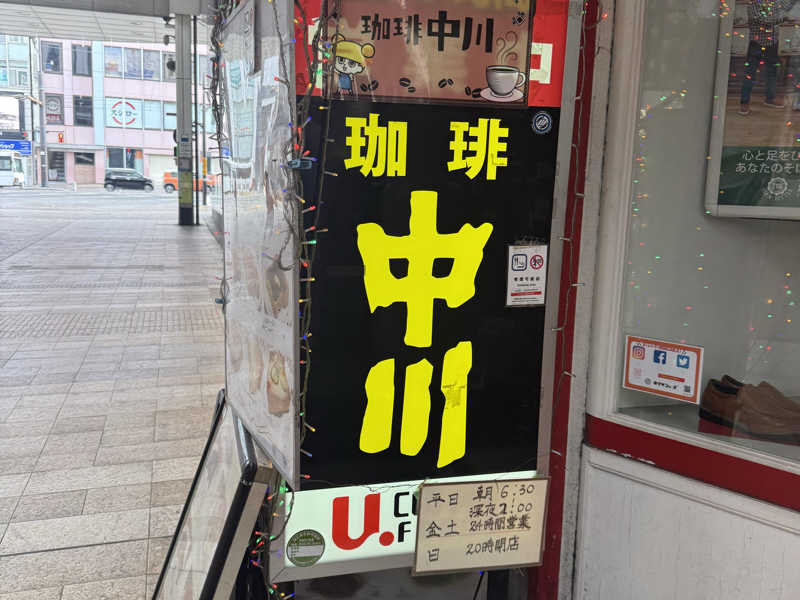 珈琲 中川
珈琲
中川
U.
平日 朝6:30
深夜2:00
金土 24時間営業
日 20時閉店
心と足を
あなたのそ
スシロー